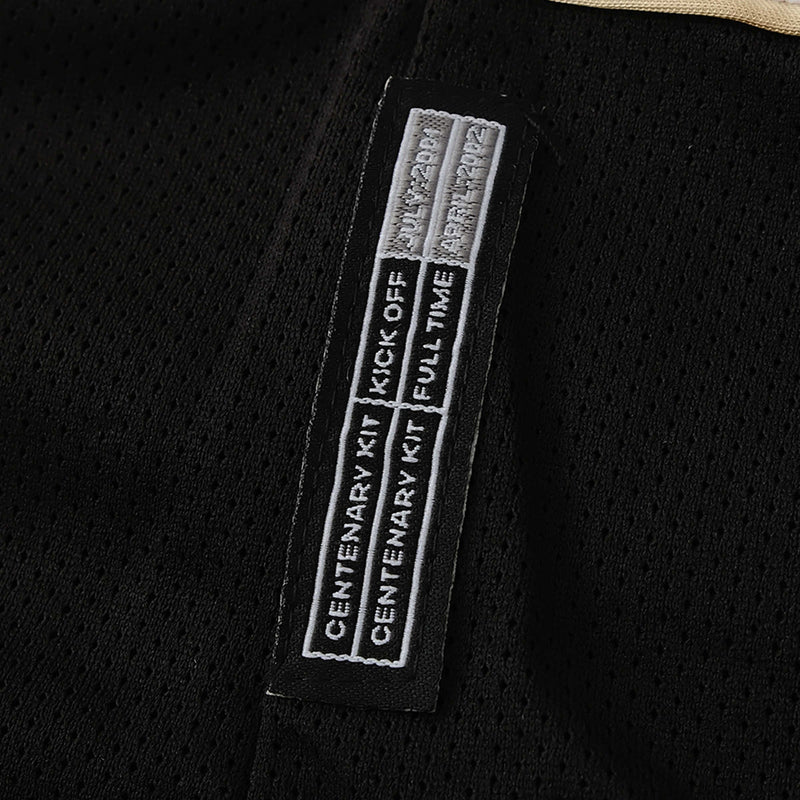 CENTENARY KIT KICK OFF JULY.2001
CENTENARY KIT FULL TIME APRIL.2002